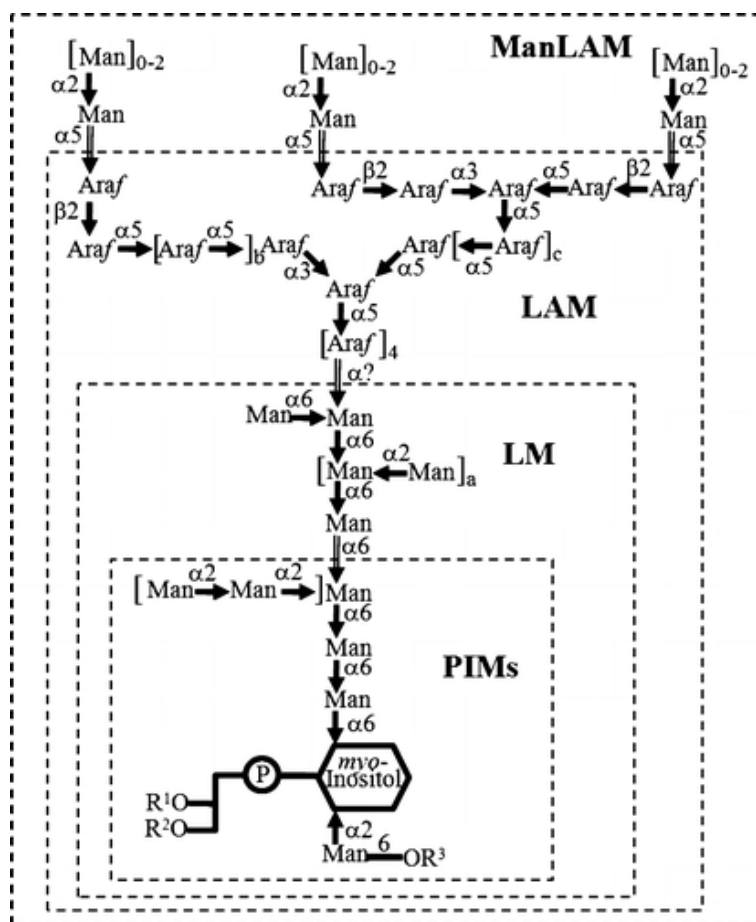 ManLAM
[Man]0-2 [Man]0-2 [Man]0-2
α2 α2 α2
Man Man Man
α5 α5 α5
Araf Araf β2 Araf α3 Araf α5 Araf β2 Araf
β2 α5
Araf α5 [Araf α5 ]b Araf Araf [ α5 Araf]c
α3 α5
Araf
LAM
α5
[Araf]4
α?
Man α6 Man
α6
LM
[Man α2 Man]a
α6
Man
α6
[Man α2 Man α2 ]Man
α6
Man
PIMs
α6
Man
α6
myo-
P Inositol
R¹O
R²O
α2
Man 6 OR³